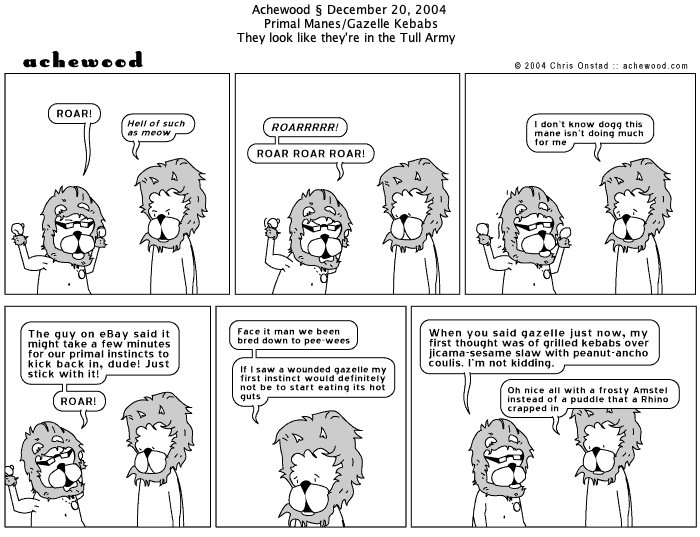 Achewood § December 20, 2004
Primal Manes/Gazelle Kebabs
They look like they're in the Tull Army
achewood
© 2004 Chris Onstad :: achewood.com
ROAR!
Hell of such
as meow
ROARRRRR!
ROAR ROAR ROAR!
I don't know dogg this
mane isn't doing much
for me
The guy on eBay said it
might take a few minutes
for our primal instincts to
kick back in, dude! Just
stick with it!
ROAR!
Face it man we been
bred down to pee-wees
If I saw a wounded gazelle my
first instinct would definitely
not be to start eating its hot
guts
When you said gazelle just now, my
first thought was of grilled kebabs over
jicama-sesame slaw with peanut-ancho
coulis. I'm not kidding.
Oh nice all with a frosty Amstel
instead of a puddle that a Rhino
crapped in